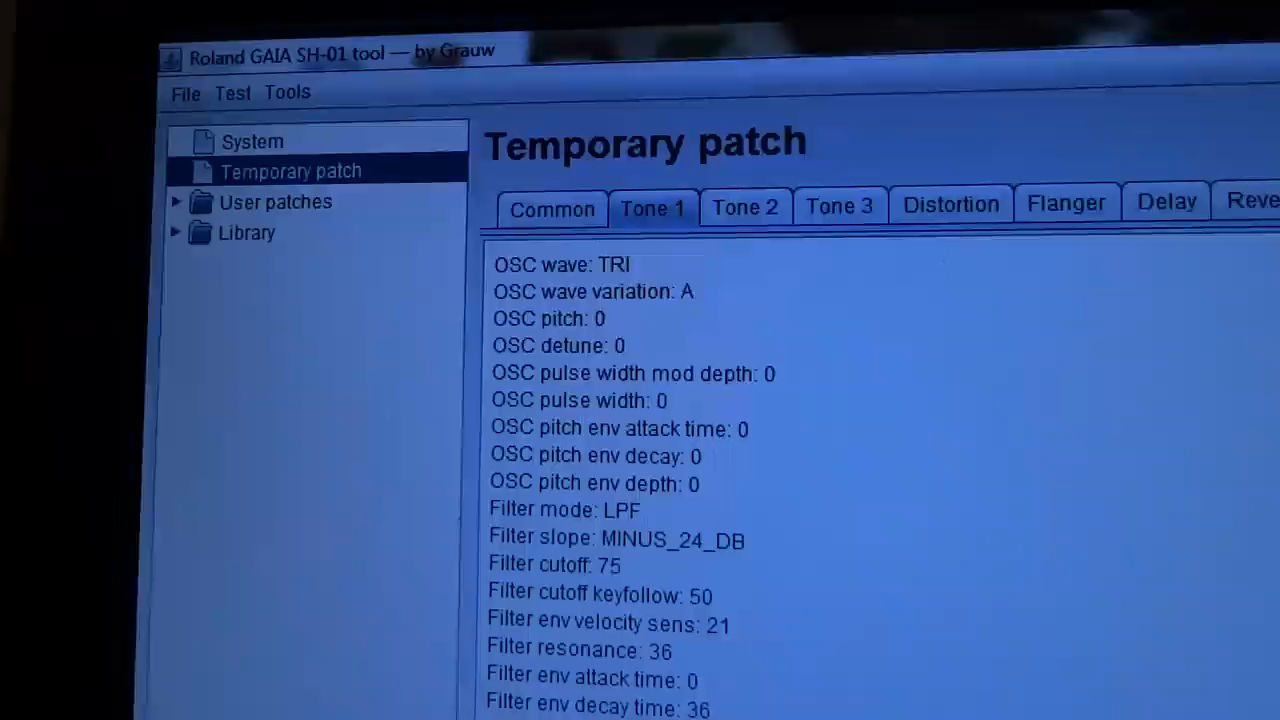 Roland GAIA SH-01 tool — by Grauw
File Test Tools
System
Temporary patch
User patches
Library
Temporary patch
Common Tone 1 Tone 2 Tone 3 Distortion Flanger Delay
OSC wave: TRI
OSC wave variation: A
OSC pitch: 0
OSC detune: 0
OSC pulse width mod depth: 0
OSC pulse width: 0
OSC pitch env attack time: 0
OSC pitch env decay: 0
OSC pitch env depth: 0
Filter mode: LPF
Filter slope: MINUS_24_DB
Filter cutoff: 75
Filter cutoff keyfollow: 50
Filter env velocity sens: 21
Filter resonance: 36
Filter env attack time: 0
Filter env decay time: 36